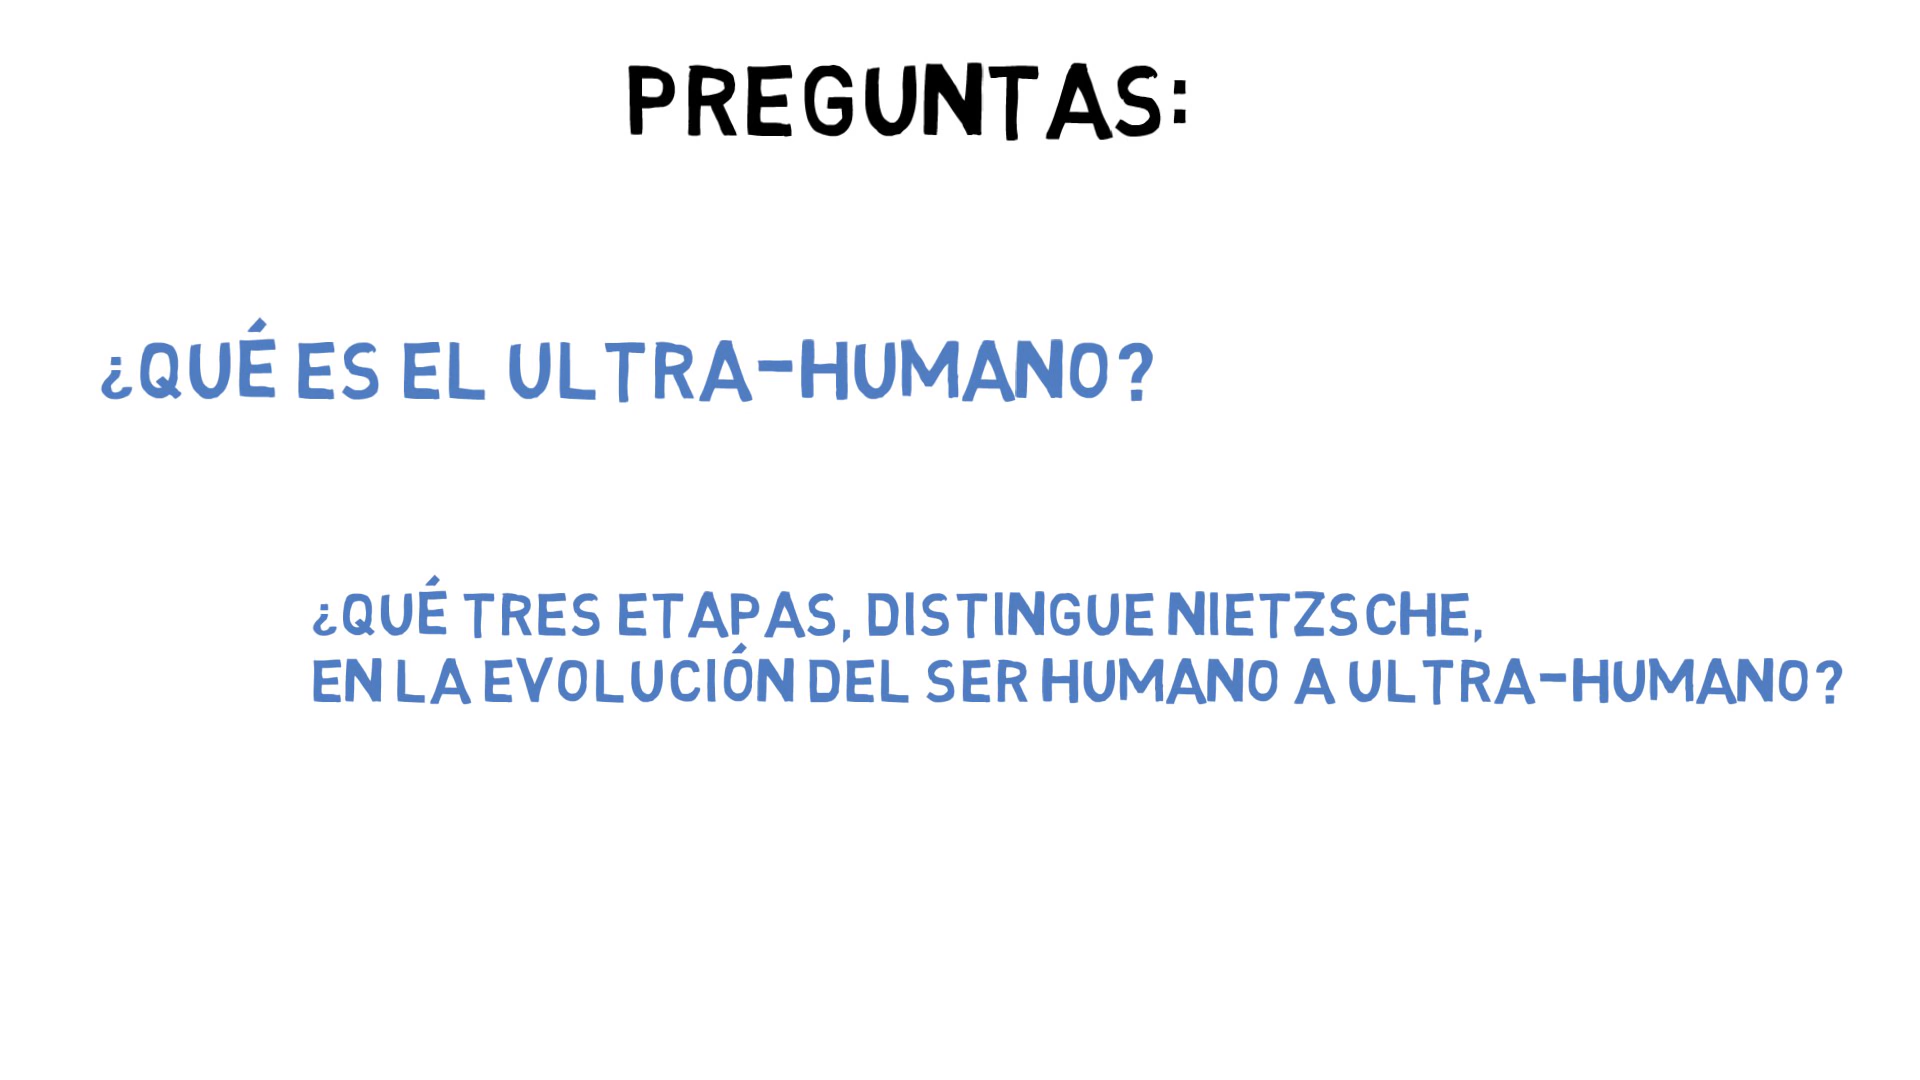 PREGUNTAS:
¿QUÉ ES EL ULTRA-HUMANO?
¿QUÉ TRES ETAPAS, DISTINGUE NIETZSCHE,
EN LA EVOLUCIÓN DEL SER HUMANO A ULTRA-HUMANO?